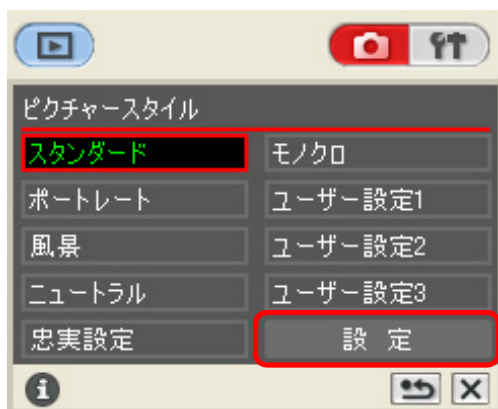 ピクチャースタイル
スタンダード
モノクロ
ポートレート
ユーザー設定1
風景
ユーザー設定2
ニュートラル
ユーザー設定3
忠実設定
設 定